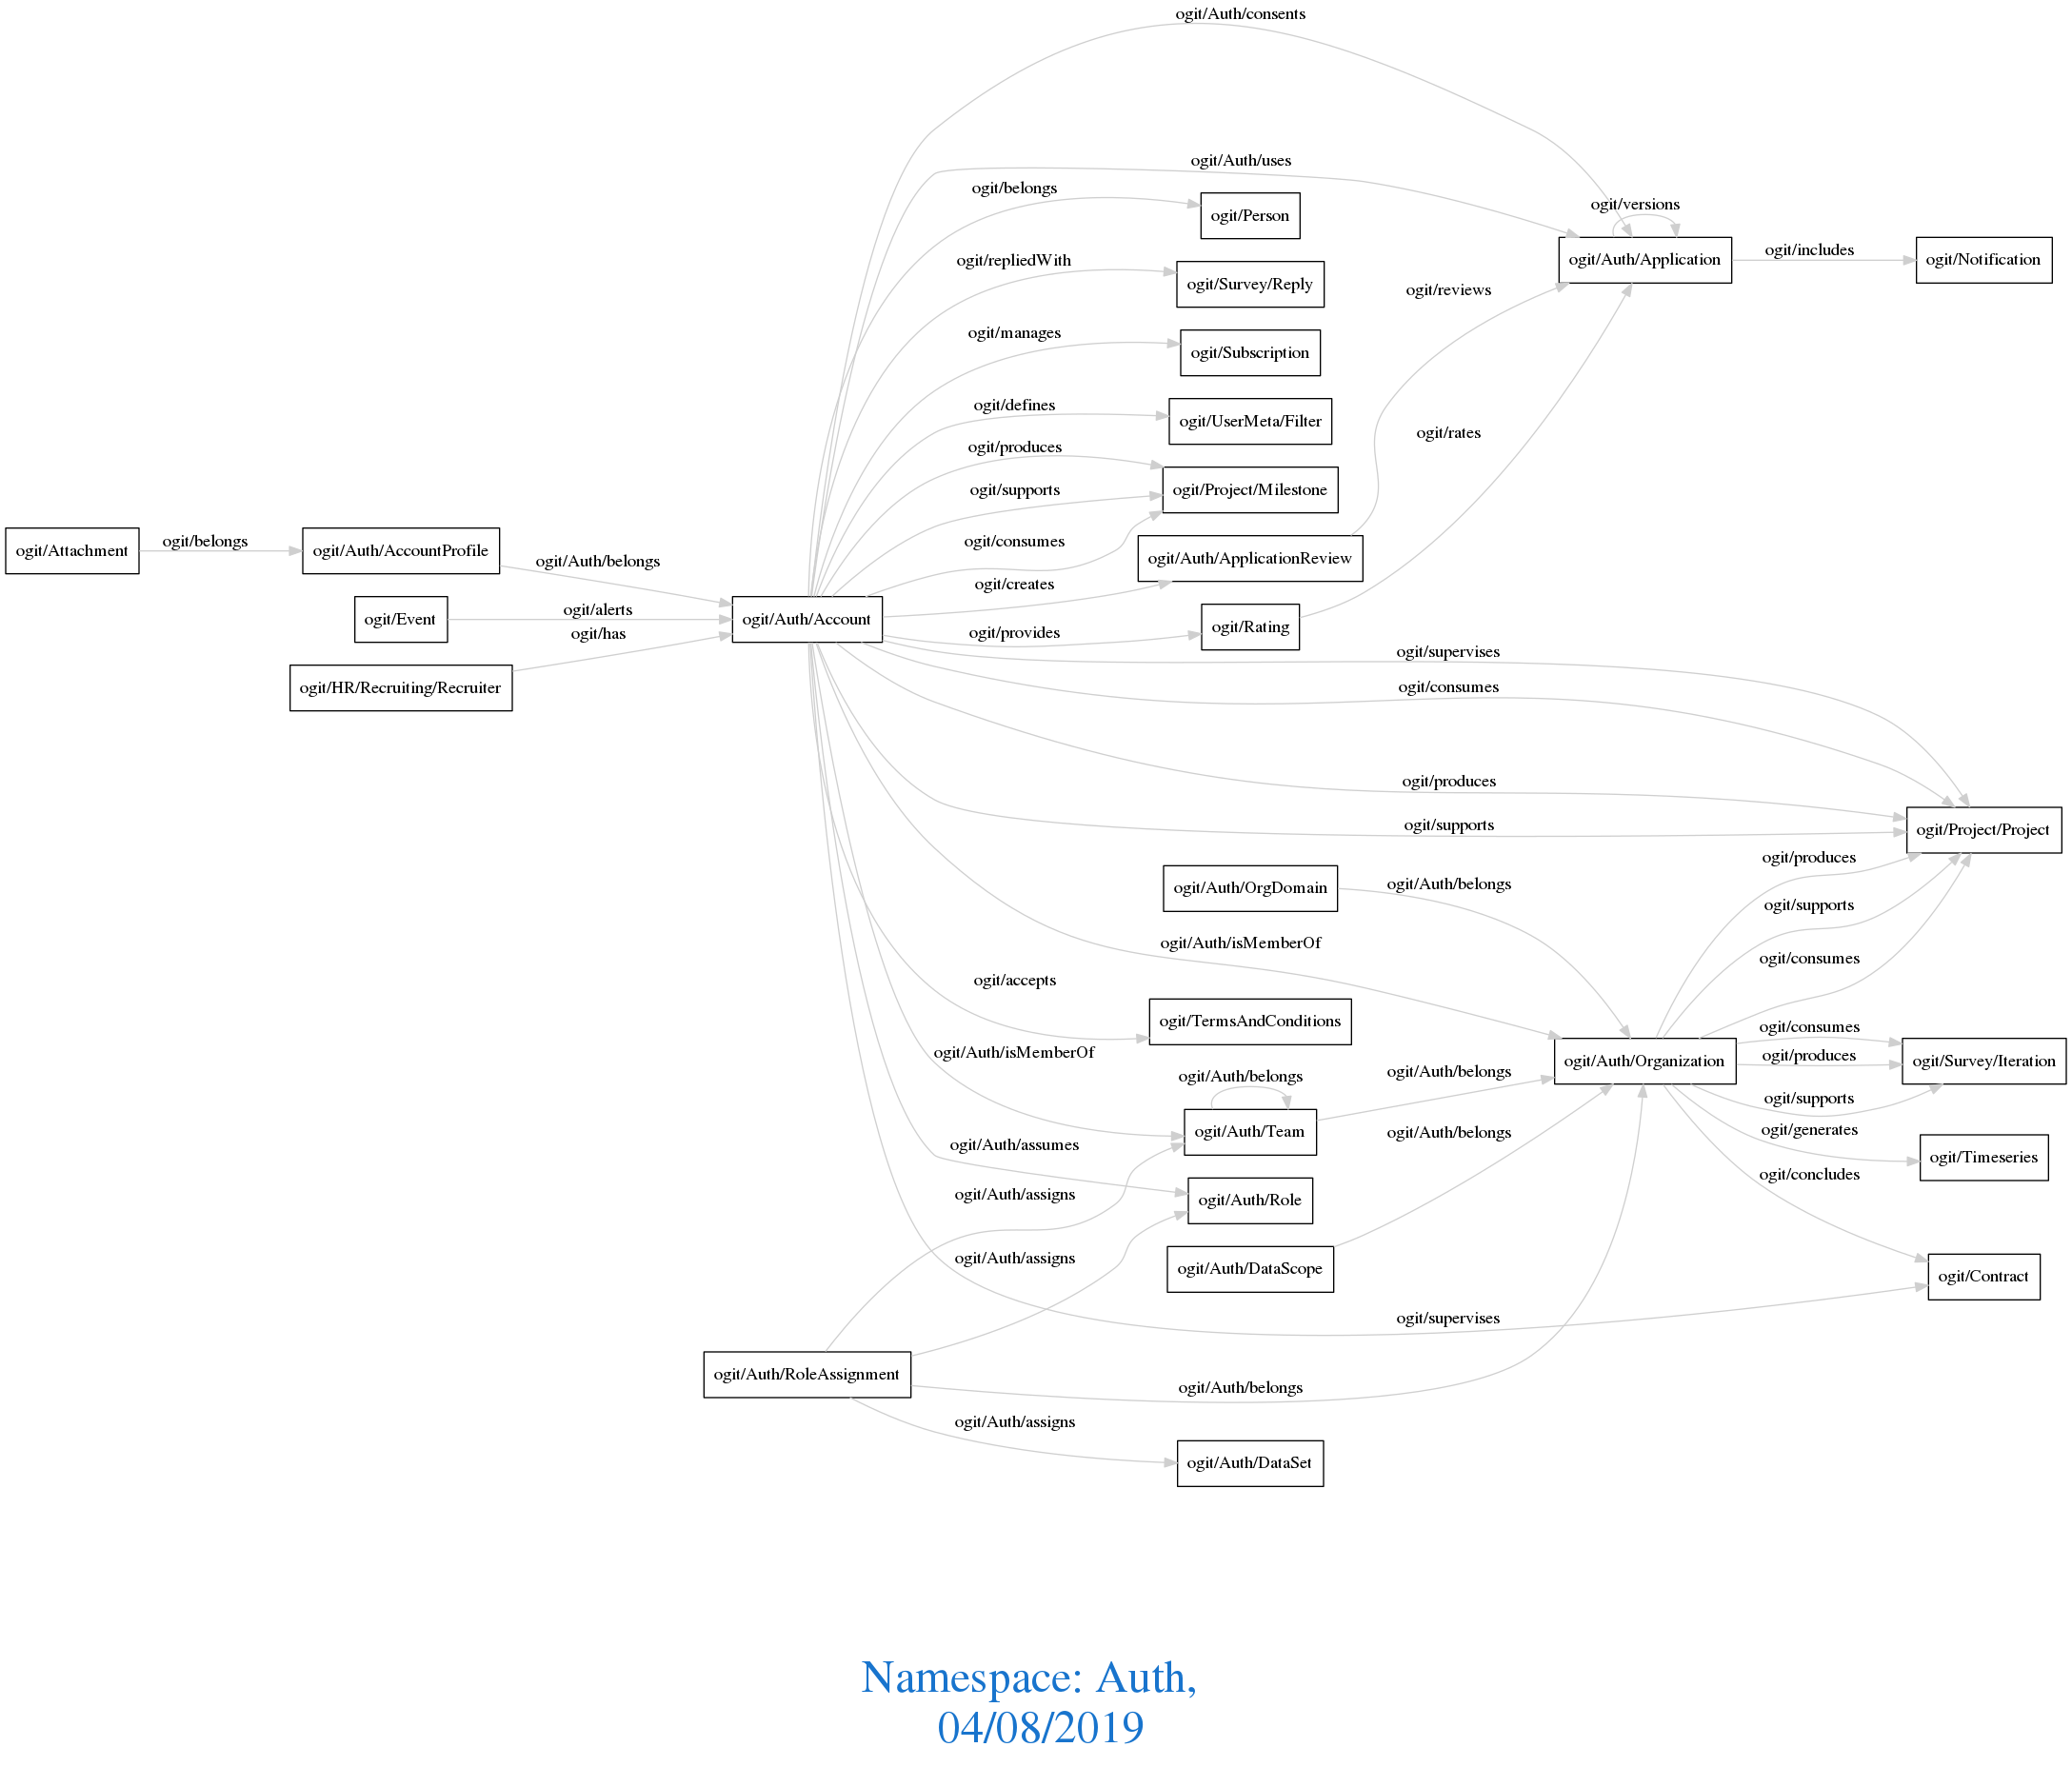 ogit/Auth/consents
ogit/Auth/uses
ogit/belongs
ogit/Person
ogit/versions
ogit/repliedWith
ogit/Survey/Reply
ogit/reviews
ogit/Auth/Application
ogit/includes
ogit/Notification
ogit/manages
ogit/Subscription
ogit/defines
ogit/UserMeta/Filter
ogit/rates
ogit/produces
ogit/supports
ogit/Project/Milestone
ogit/consumes
ogit/Attachment
ogit/belongs
ogit/Auth/AccountProfile
ogit/Auth/belongs
ogit/Auth/ApplicationReview
ogit/creates
ogit/Event
ogit/alerts
ogit/has
ogit/Auth/Account
ogit/provides
ogit/Rating
ogit/supervises
ogit/HR/Recruiting/Recruiter
ogit/consumes
ogit/produces
ogit/supports
ogit/Project/Project
ogit/Auth/OrgDomain
ogit/Auth/belongs
ogit/produces
ogit/supports
ogit/Auth/isMemberOf
ogit/consumes
ogit/accepts
ogit/TermsAndConditions
ogit/consumes
ogit/Auth/isMemberOf
ogit/Auth/Organization
ogit/produces
ogit/Survey/Iteration
ogit/Auth/belongs
ogit/Auth/belongs
ogit/supports
ogit/Auth/Team
ogit/Auth/belongs
ogit/generates
ogit/Auth/assumes
ogit/Timeseries
ogit/Auth/assigns
ogit/Auth/Role
ogit/concludes
ogit/Auth/assigns
ogit/Auth/DataScope
ogit/Contract
ogit/supervises
ogit/Auth/RoleAssignment
ogit/Auth/belongs
ogit/Auth/assigns
ogit/Auth/DataSet
Namespace: Auth,
04/08/2019